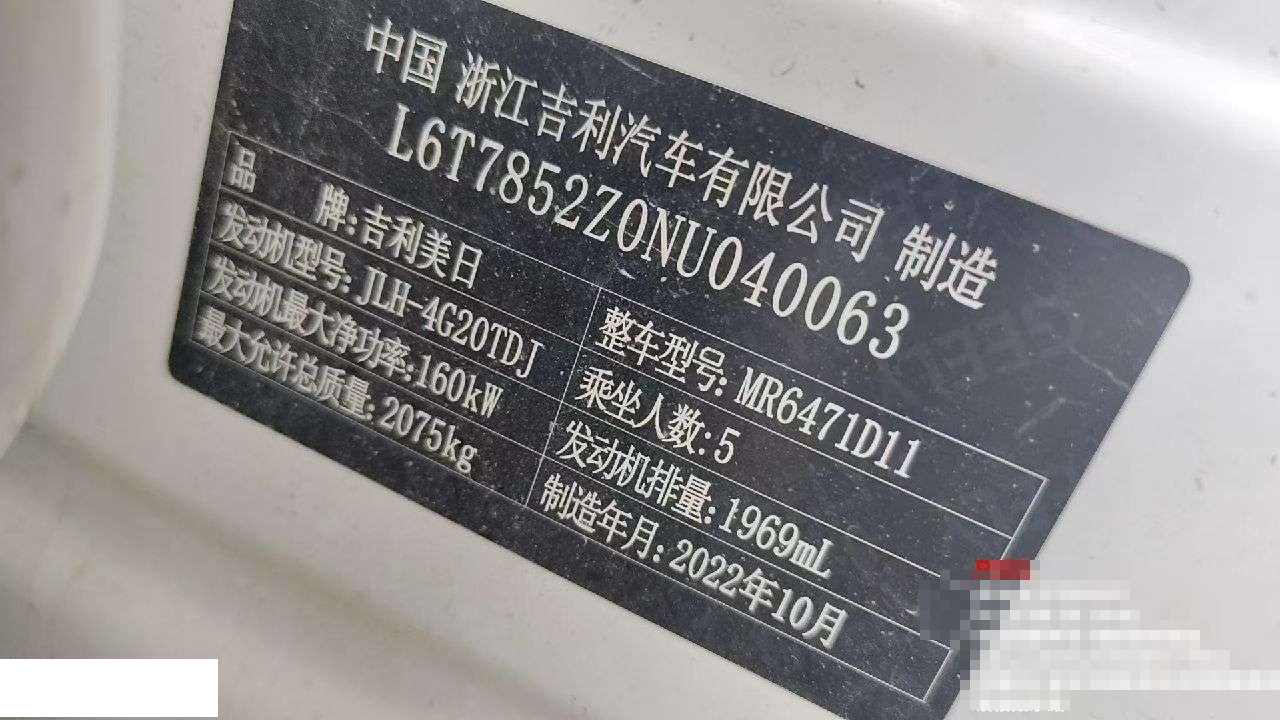 中国 浙江吉利汽车有限公司 制造
L6T7852Z0NU040063
品 牌:吉利美日
整车型号:MR6471D11
发动机型号:JLH-4G20TDJ
乘坐人数:5
发动机最大净功率:160kW
发动机排量:1969mL
最大允许总质量:2075kg
制造年月:2022年10月